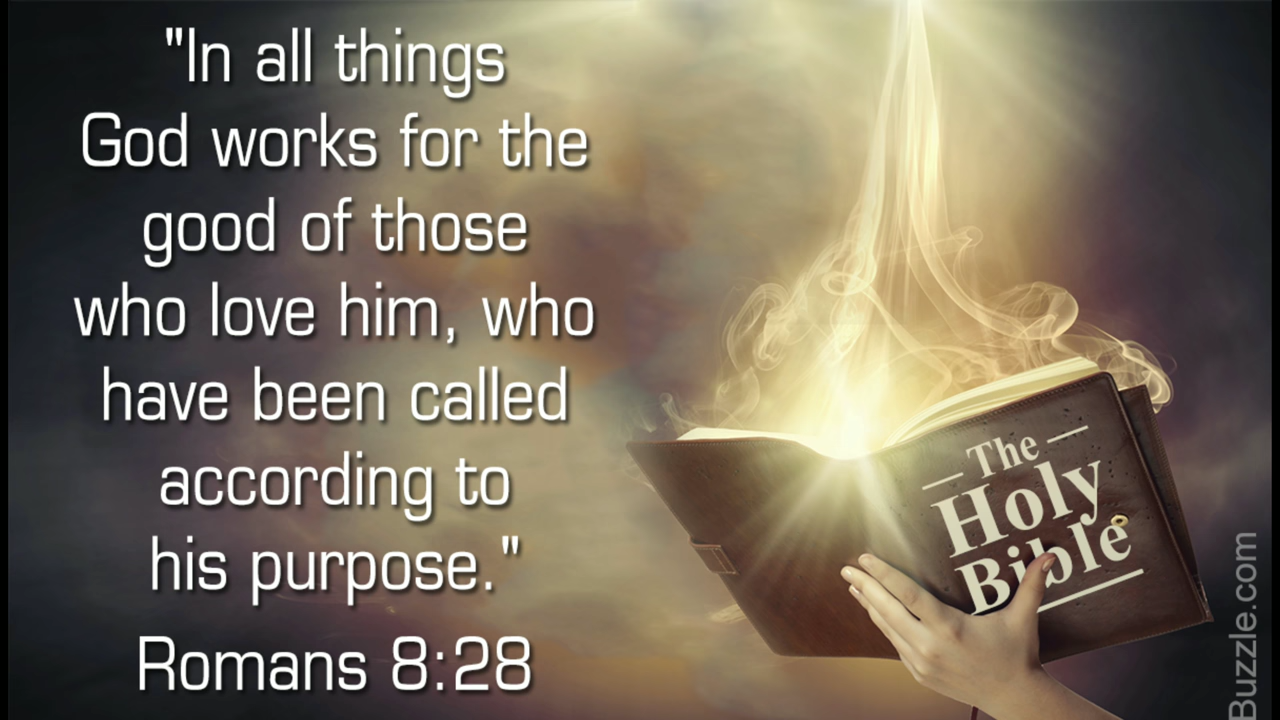 "In all things
God works for the
good of those
who love him, who
have been called
according to
his purpose."
Romans 8:28
The
Holy
Bible
Buzzle.com